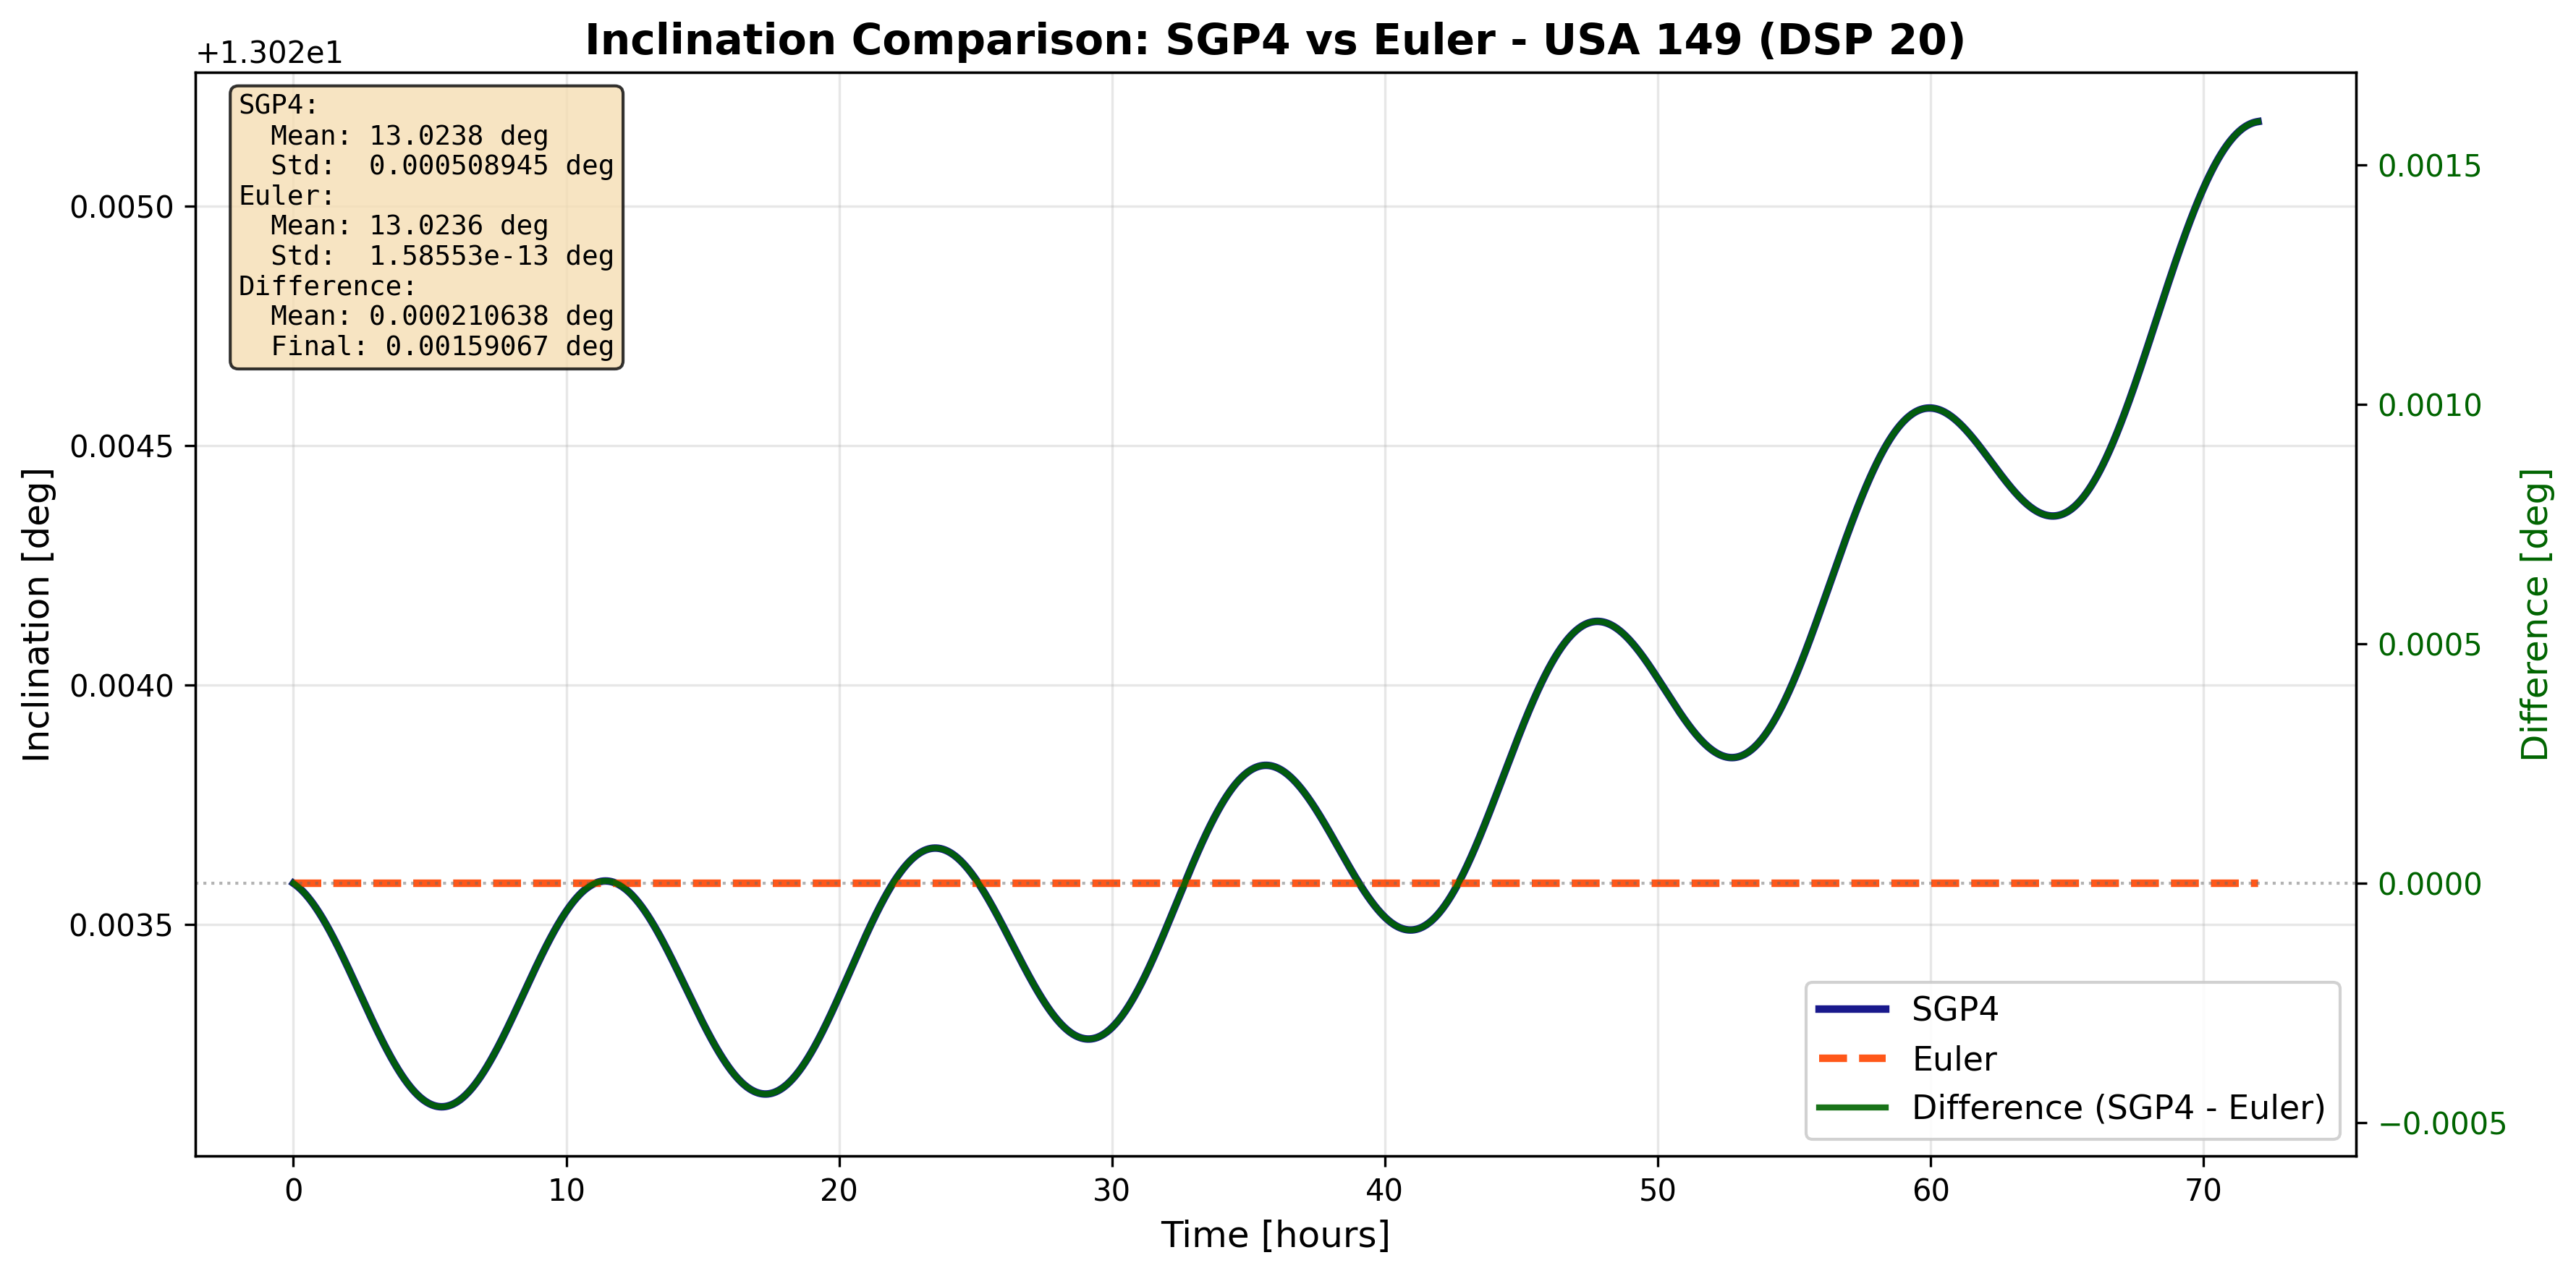 Inclination Comparison: SGP4 vs Euler - USA 149 (DSP 20)
+1.302e1
SGP4:
  Mean: 13.0238 deg
  Std:  0.000508945 deg
Euler:
  Mean: 13.0236 deg
  Std:  1.58553e-13 deg
Difference:
  Mean: 0.000210638 deg
  Final: 0.00159067 deg
Inclination [deg]
0.0050
0.0045
0.0040
0.0035
0.0015
0.0010
0.0005
0.0000
−0.0005
Difference [deg]
SGP4
Euler
Difference (SGP4 - Euler)
0 10 20 30 40 50 60 70
Time [hours]